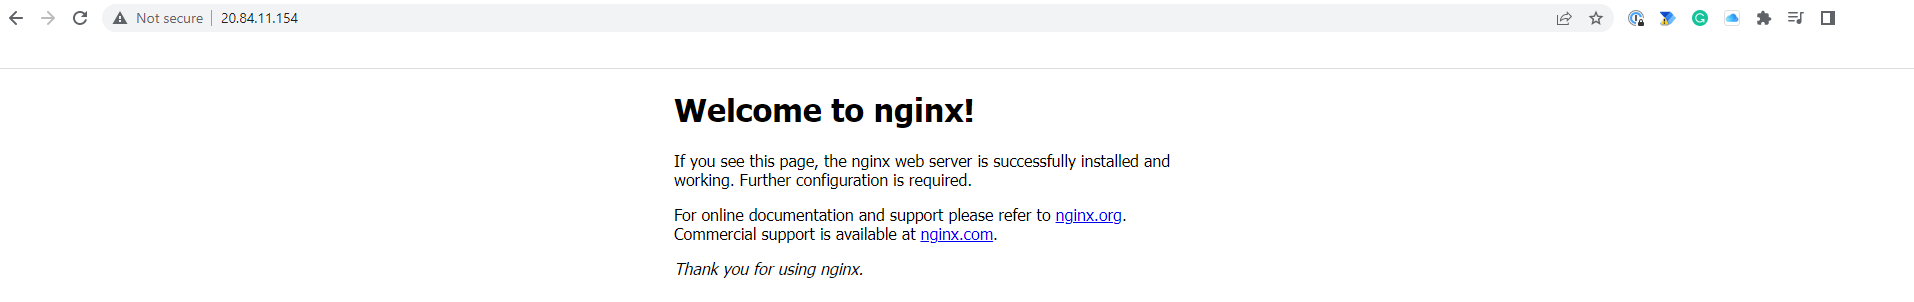 Not secure 20.84.11.154
Welcome to nginx!
If you see this page, the nginx web server is successfully installed and
working. Further configuration is required.
For online documentation and support please refer to nginx.org.
Commercial support is available at nginx.com.
Thank you for using nginx.